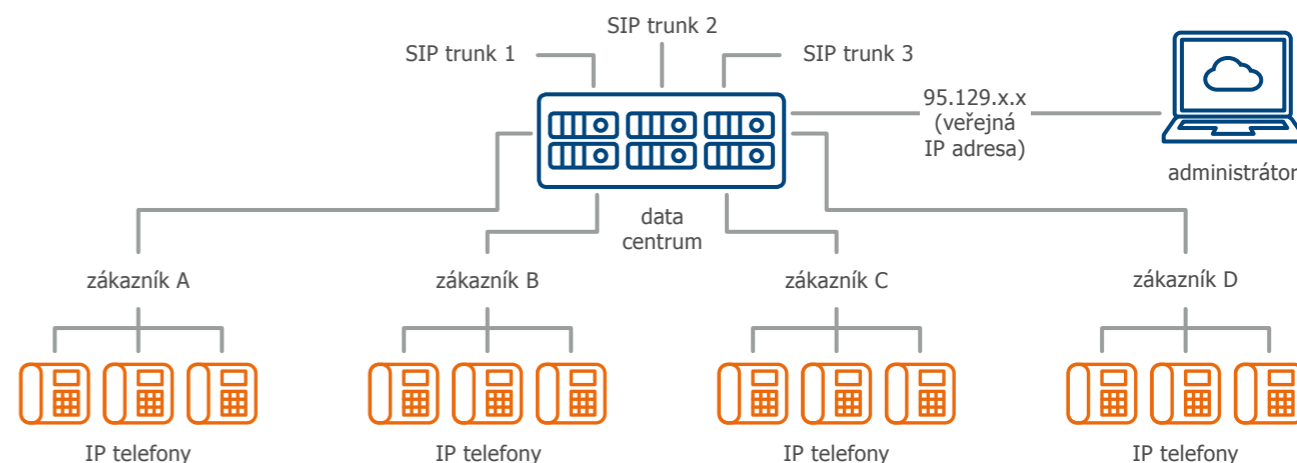 SIP trunk 2
SIP trunk 1
SIP trunk 3
95.129.x.x
(veřejná
IP adresa)
administrátor
data
centrum
zákazník A
zákazník B
zákazník C
zákazník D
IP telefony
IP telefony
IP telefony
IP telefony